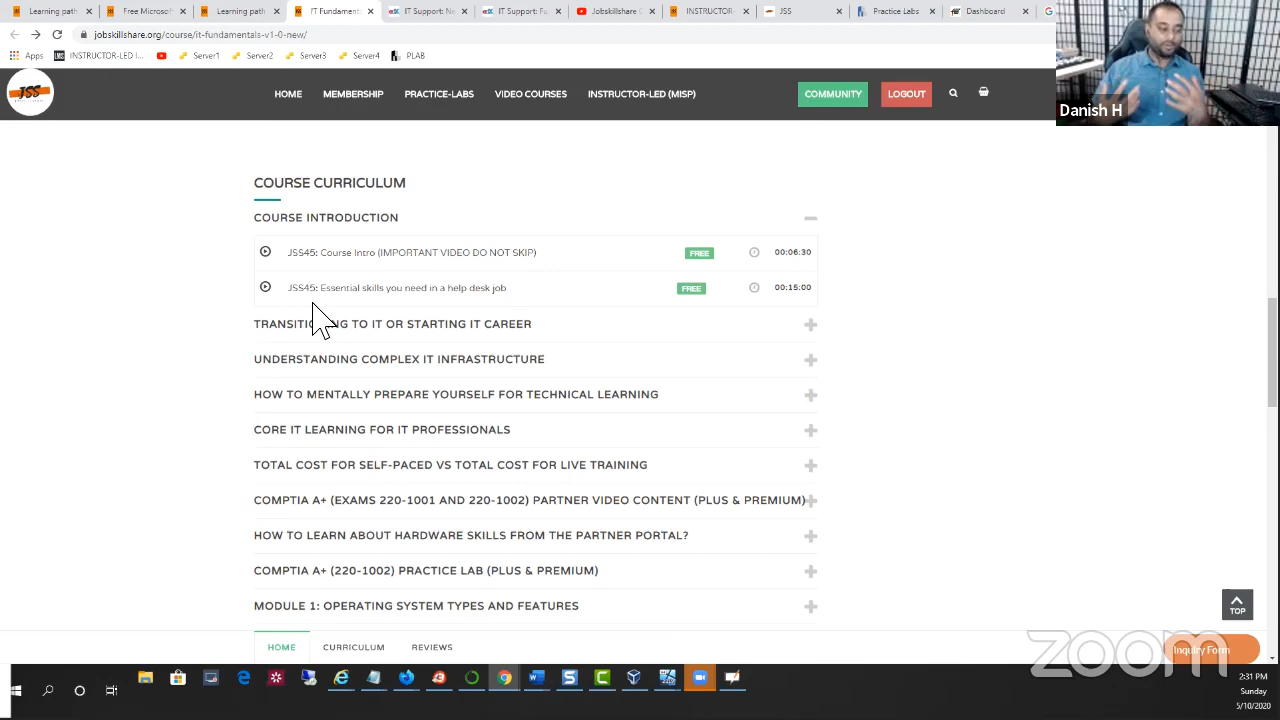 Learning path
Free Microsoft
Learning path
IT Fundament
IT Support: Ne
IT Support: Fu
Jobskillshare O
INSTRUCTOR-
JSS
Practice Labs
Dashboard
jobskillshare.org/course/it-fundamentals-v1-0-new/
Apps
INSTRUCTOR-LED I...
Server1
Server2
Server3
Server4
PLAB
Danish H
JSS
HOME
MEMBERSHIP
PRACTICE-LABS
VIDEO COURSES
INSTRUCTOR-LED (MISP)
COMMUNITY
LOGOUT
COURSE CURRICULUM
COURSE INTRODUCTION
JSS45: Course Intro (IMPORTANT VIDEO DO NOT SKIP) FREE 00:06:30
JSS45: Essential skills you need in a help desk job FREE 00:15:00
TRANSITIONING TO IT OR STARTING IT CAREER
UNDERSTANDING COMPLEX IT INFRASTRUCTURE
HOW TO MENTALLY PREPARE YOURSELF FOR TECHNICAL LEARNING
CORE IT LEARNING FOR IT PROFESSIONALS
TOTAL COST FOR SELF-PACED VS TOTAL COST FOR LIVE TRAINING
COMPTIA A+ (EXAMS 220-1001 AND 220-1002) PARTNER VIDEO CONTENT (PLUS & PREMIUM)
HOW TO LEARN ABOUT HARDWARE SKILLS FROM THE PARTNER PORTAL?
COMPTIA A+ (220-1002) PRACTICE LAB (PLUS & PREMIUM)
MODULE 1: OPERATING SYSTEM TYPES AND FEATURES
TOP
HOME
CURRICULUM
REVIEWS
Inquiry Form
zoom
2:31 PM
Sunday
5/10/2020